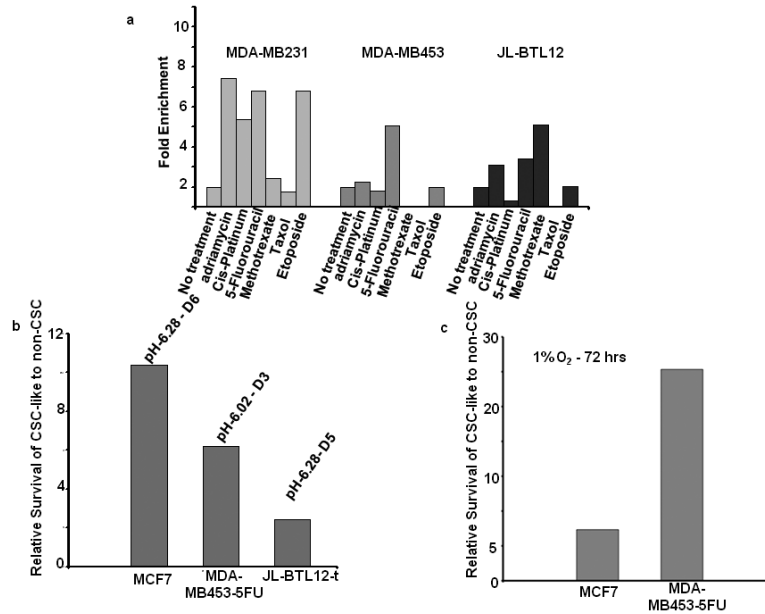 a
MDA-MB231 MDA-MB453 JL-BTL12
Fold Enrichment
10
8
6
4
2
No treatment
adriamycin
Cis-Platinum
5-Fluorouracil
Methotrexate
Taxol
Etoposide
No treatment
adriamycin
Cis-Platinum
5-Fluorouracil
Methotrexate
Taxol
Etoposide
No treatment
adriamycin
Cis-Platinum
5-Fluorouracil
Methotrexate
Taxol
Etoposide
b
Relative Survival of CSC-like to non-CSC
12
8
4
0
pH-6.28 - D6
pH-6.02 - D3
pH-6.28- D5
MCF7
MDA-
MB453-5FU
JL-BTL12-t
c
Relative Survival of CSC-like to non-CSC
30
25
15
5
0
1% O₂ - 72 hrs
MCF7
MDA-
MB453-5FU